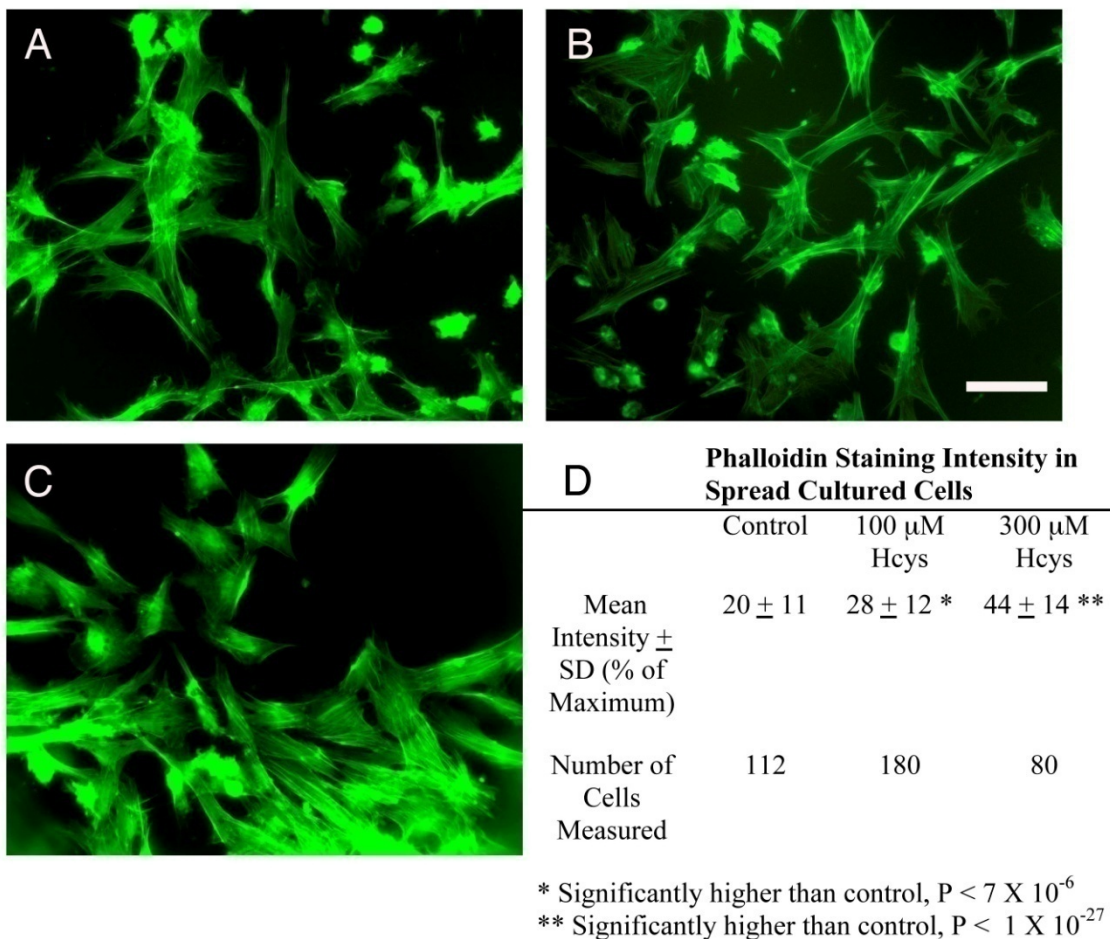 A
B
C
D
Phalloidin Staining Intensity in
Spread Cultured Cells
Control 100 μM 300 μM
Hcys Hcys
Mean 20 ± 11 28 ± 12 * 44 ± 14 **
Intensity ±
SD (% of
Maximum)
Number of 112 180 80
Cells
Measured
* Significantly higher than control, P < 7 X 10⁻⁶
** Significantly higher than control, P < 1 X 10⁻²⁷